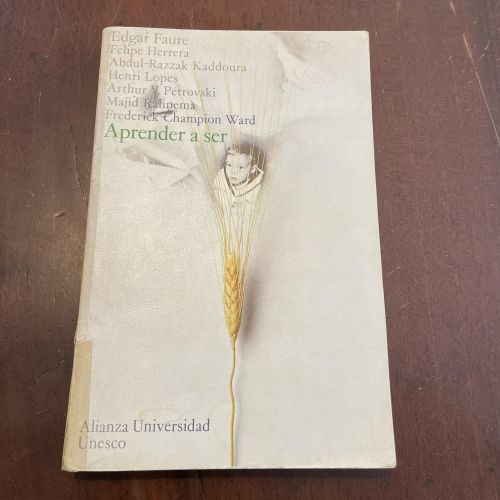 Edgar Faure
Felipe Herrera
Abdul-Razzak Kaddoura
Henri Lopes
Arthur V. Petrovski
Majid Rahnema
Frederick Champion Ward
Aprender a ser
Alianza Universidad
Unesco